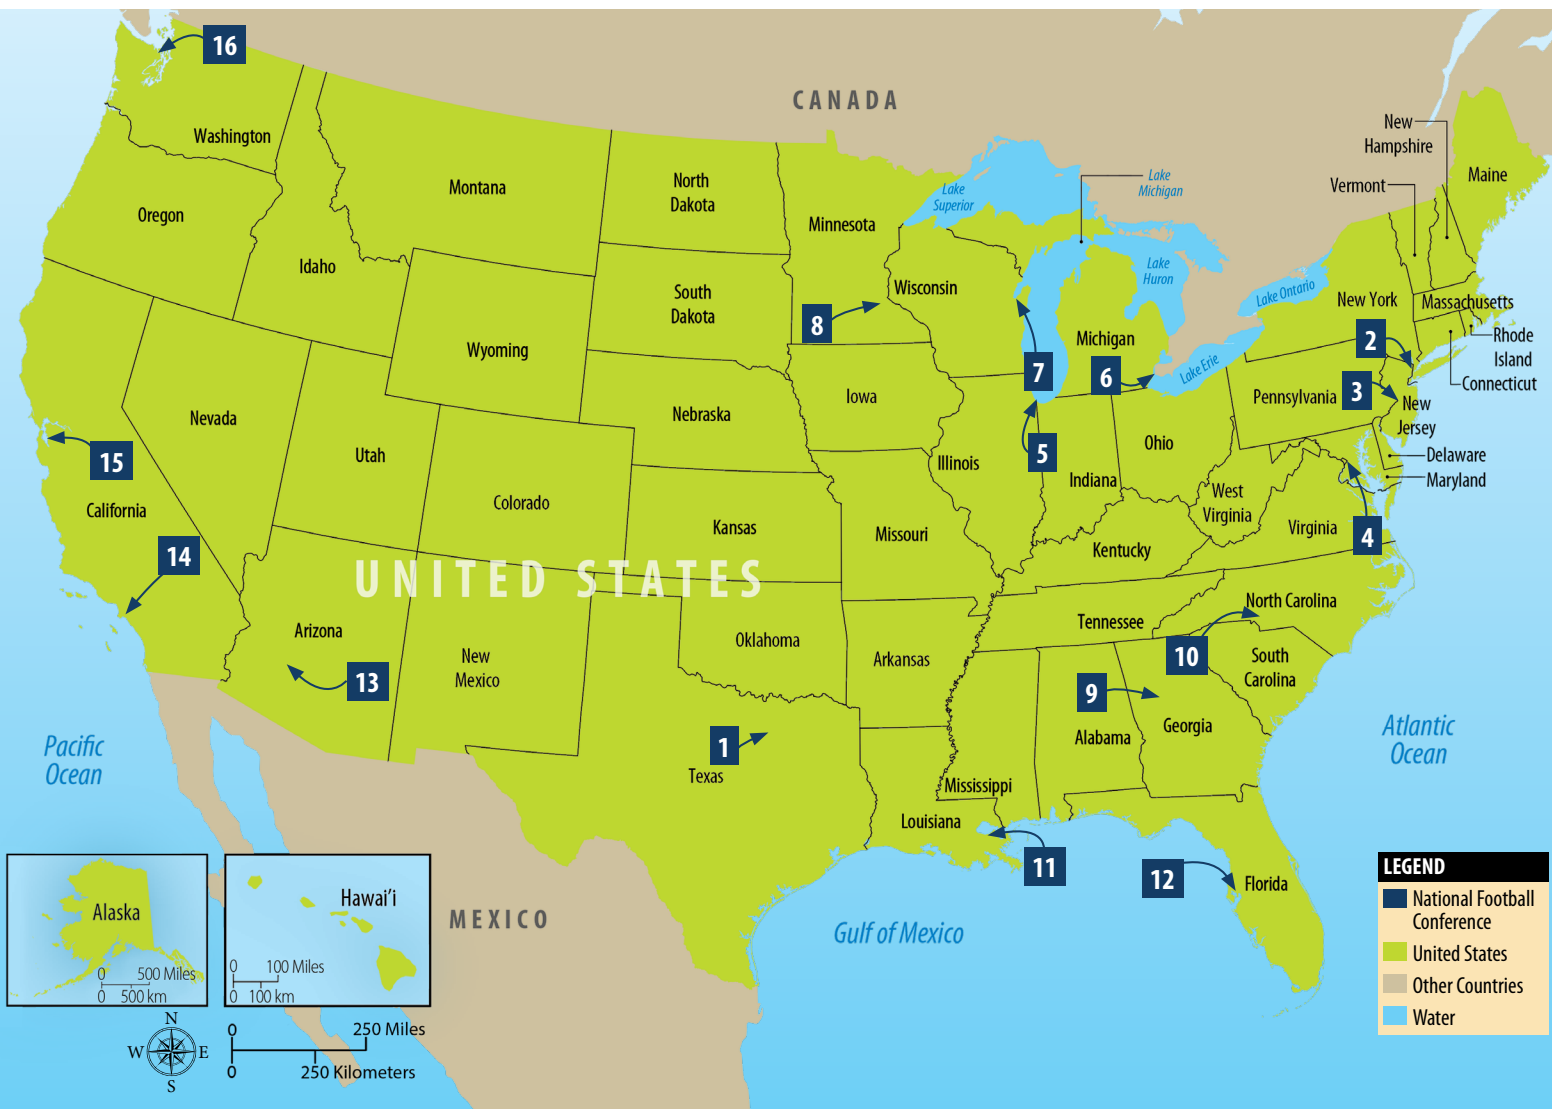 16
CANADA
New
Hampshire
Washington
Montana
North
Dakota
Minnesota
Lake
Superior
Lake
Michigan
Vermont
Maine
Oregon
Idaho
South
Dakota
Wisconsin
Lake
Huron
Lake Ontario
New York
Massachusetts
8
Wyoming
Michigan
2
Rhode
Island
7
6
Lake Erie
Connecticut
Nevada
Nebraska
Iowa
Pennsylvania
3
New
Jersey
15
Utah
Illinois
5
Ohio
Delaware
Indiana
Maryland
California
Colorado
West
Virginia
Kansas
Missouri
Virginia
4
14
Kentucky
UNITED STATES
Arizona
New
Mexico
Oklahoma
Arkansas
Tennessee
North Carolina
13
10
South
Carolina
9
Georgia
Alabama
1
Texas
Pacific
Ocean
Atlantic
Ocean
Mississippi
Louisiana
11
12
Florida
Gulf of Mexico
MEXICO
Alaska
0 500 Miles
0 500 km
Hawai’i
0 100 Miles
0 100 km
N
W E
S
0 250 Miles
0 250 Kilometers
LEGEND
National Football
Conference
United States
Other Countries
Water